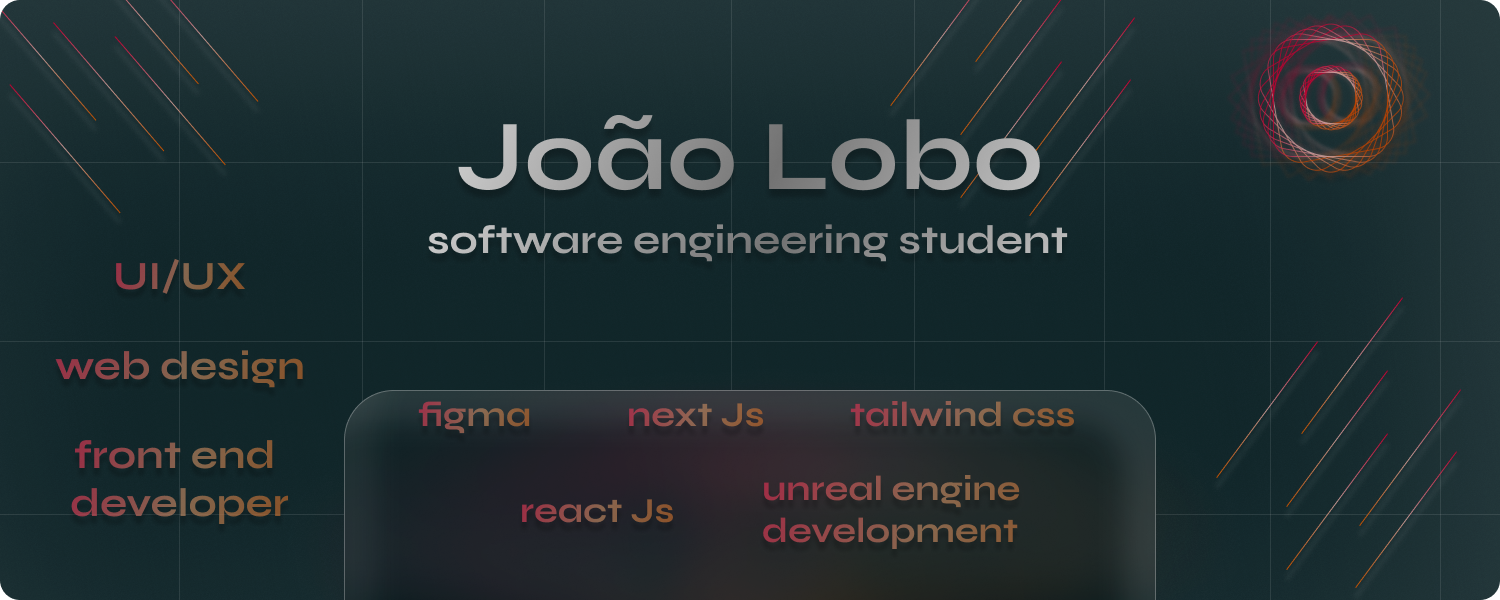 João Lobo
software engineering student
UI/UX
web design
front end
developer
figma
next Js
tailwind css
react Js
unreal engine
development